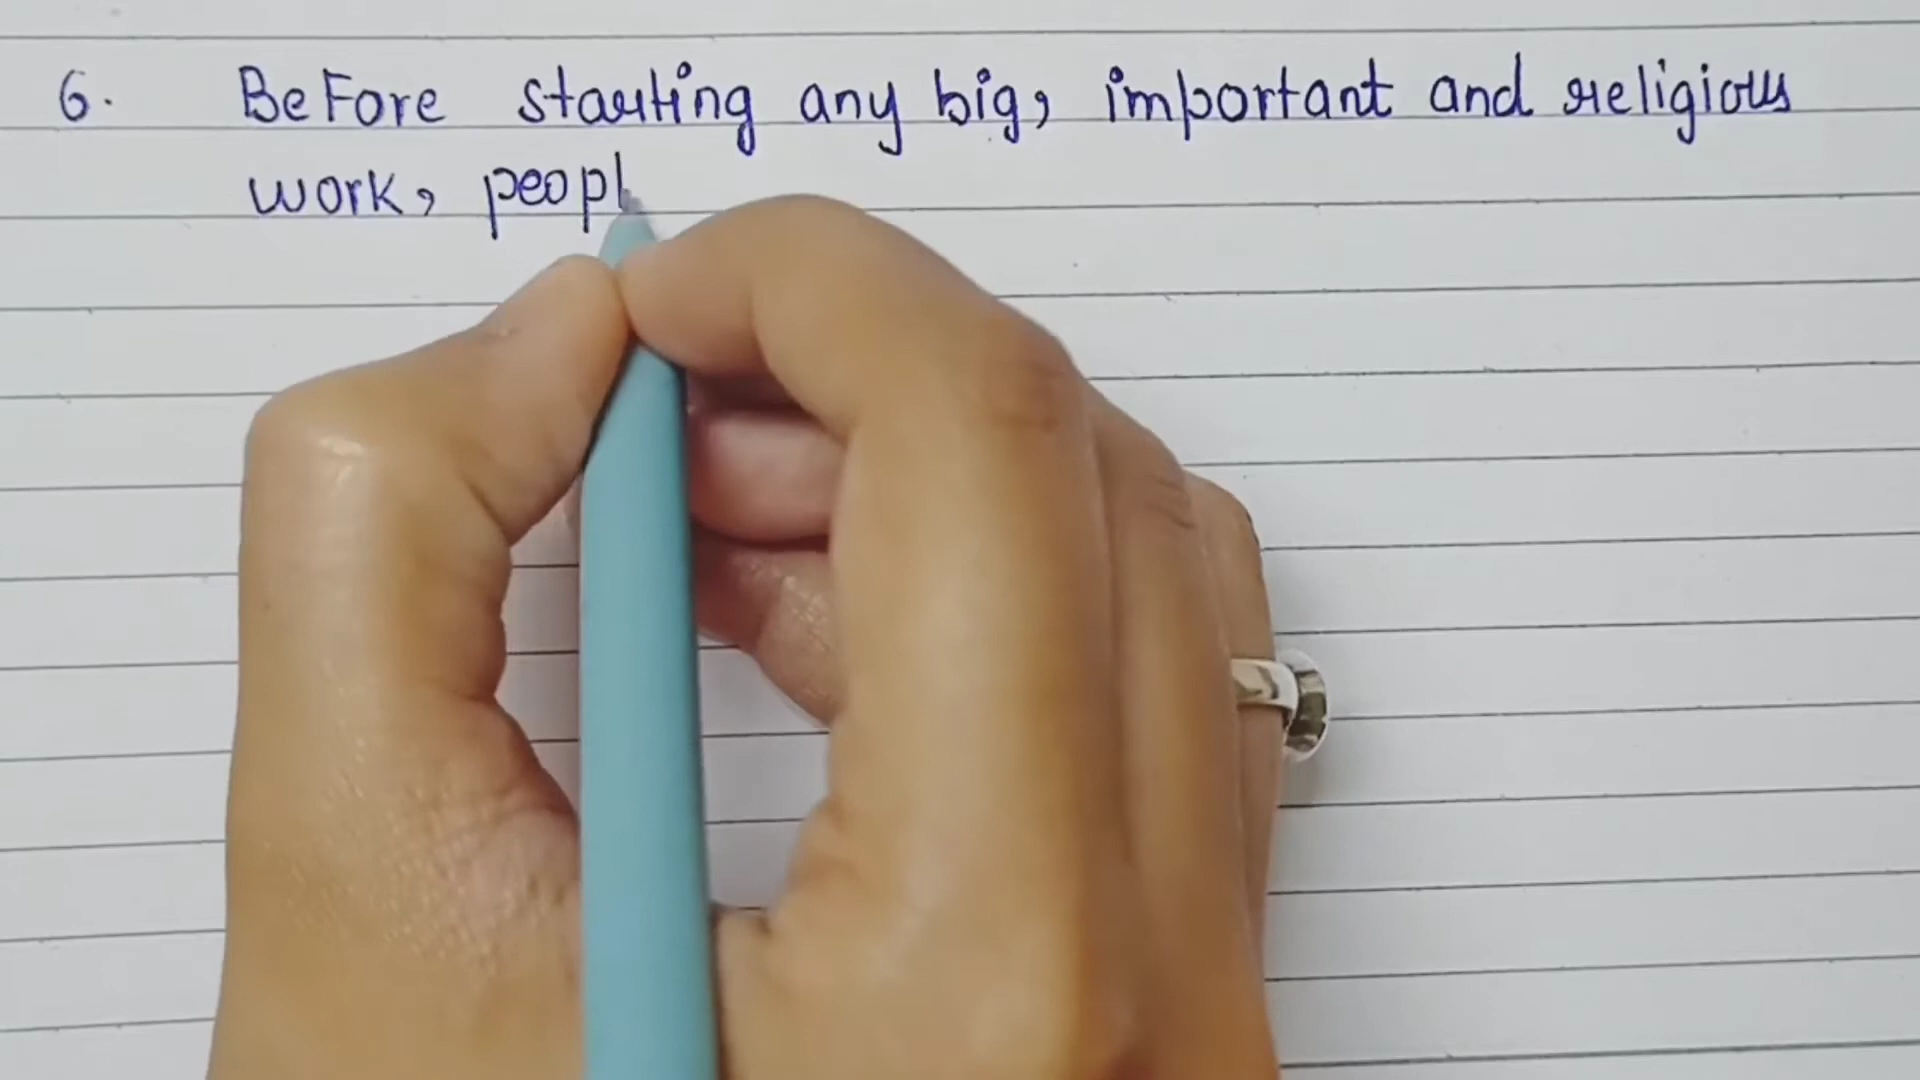 6. Before starting any big, important and religious
work, peopl